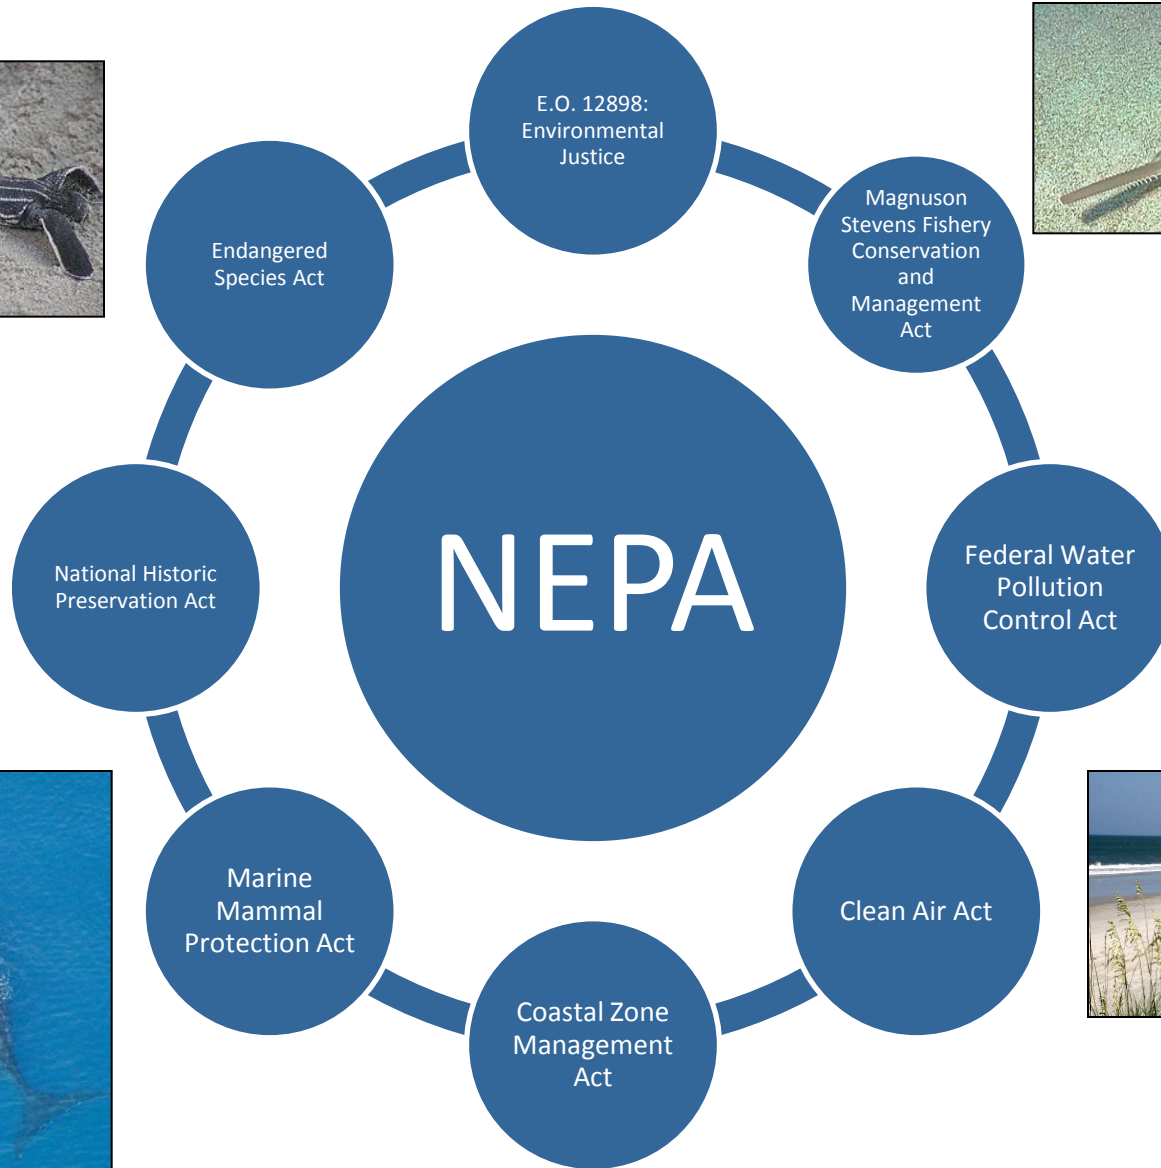 E.O. 12898:
Environmental
Justice
Magnuson
Stevens Fishery
Conservation
and
Management
Act
Federal Water
Pollution
Control Act
Clean Air Act
Coastal Zone
Management
Act
Marine
Mammal
Protection Act
National Historic
Preservation Act
Endangered
Species Act
NEPA